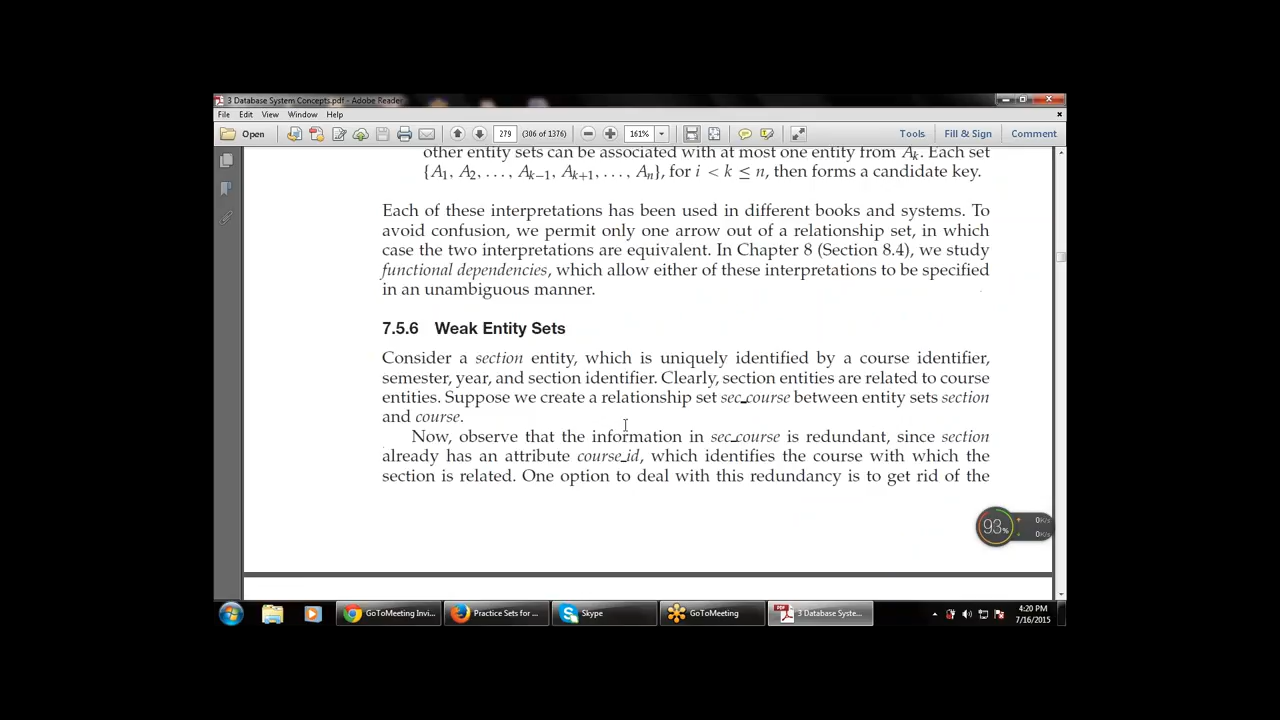 3 Database System Concepts.pdf - Adobe Reader
File Edit View Window Help
Open 279 (306 of 1376) 161% Tools Fill & Sign Comment
other entity sets can be associated with at most one entity from Ak. Each set
{A1, A2, . . . , Ak−1, Ak+1, . . . , An}, for i < k ≤ n, then forms a candidate key.
Each of these interpretations has been used in different books and systems. To
avoid confusion, we permit only one arrow out of a relationship set, in which
case the two interpretations are equivalent. In Chapter 8 (Section 8.4), we study
functional dependencies, which allow either of these interpretations to be specified
in an unambiguous manner.
7.5.6 Weak Entity Sets
Consider a section entity, which is uniquely identified by a course identifier,
semester, year, and section identifier. Clearly, section entities are related to course
entities. Suppose we create a relationship set sec_course between entity sets section
and course.
Now, observe that the information in sec_course is redundant, since section
already has an attribute course_id, which identifies the course with which the
section is related. One option to deal with this redundancy is to get rid of the
93%
0K/s
0K/s
GoToMeeting Invi... Practice Sets for ... Skype GoToMeeting 3 Database Syste...
4:20 PM
7/16/2015